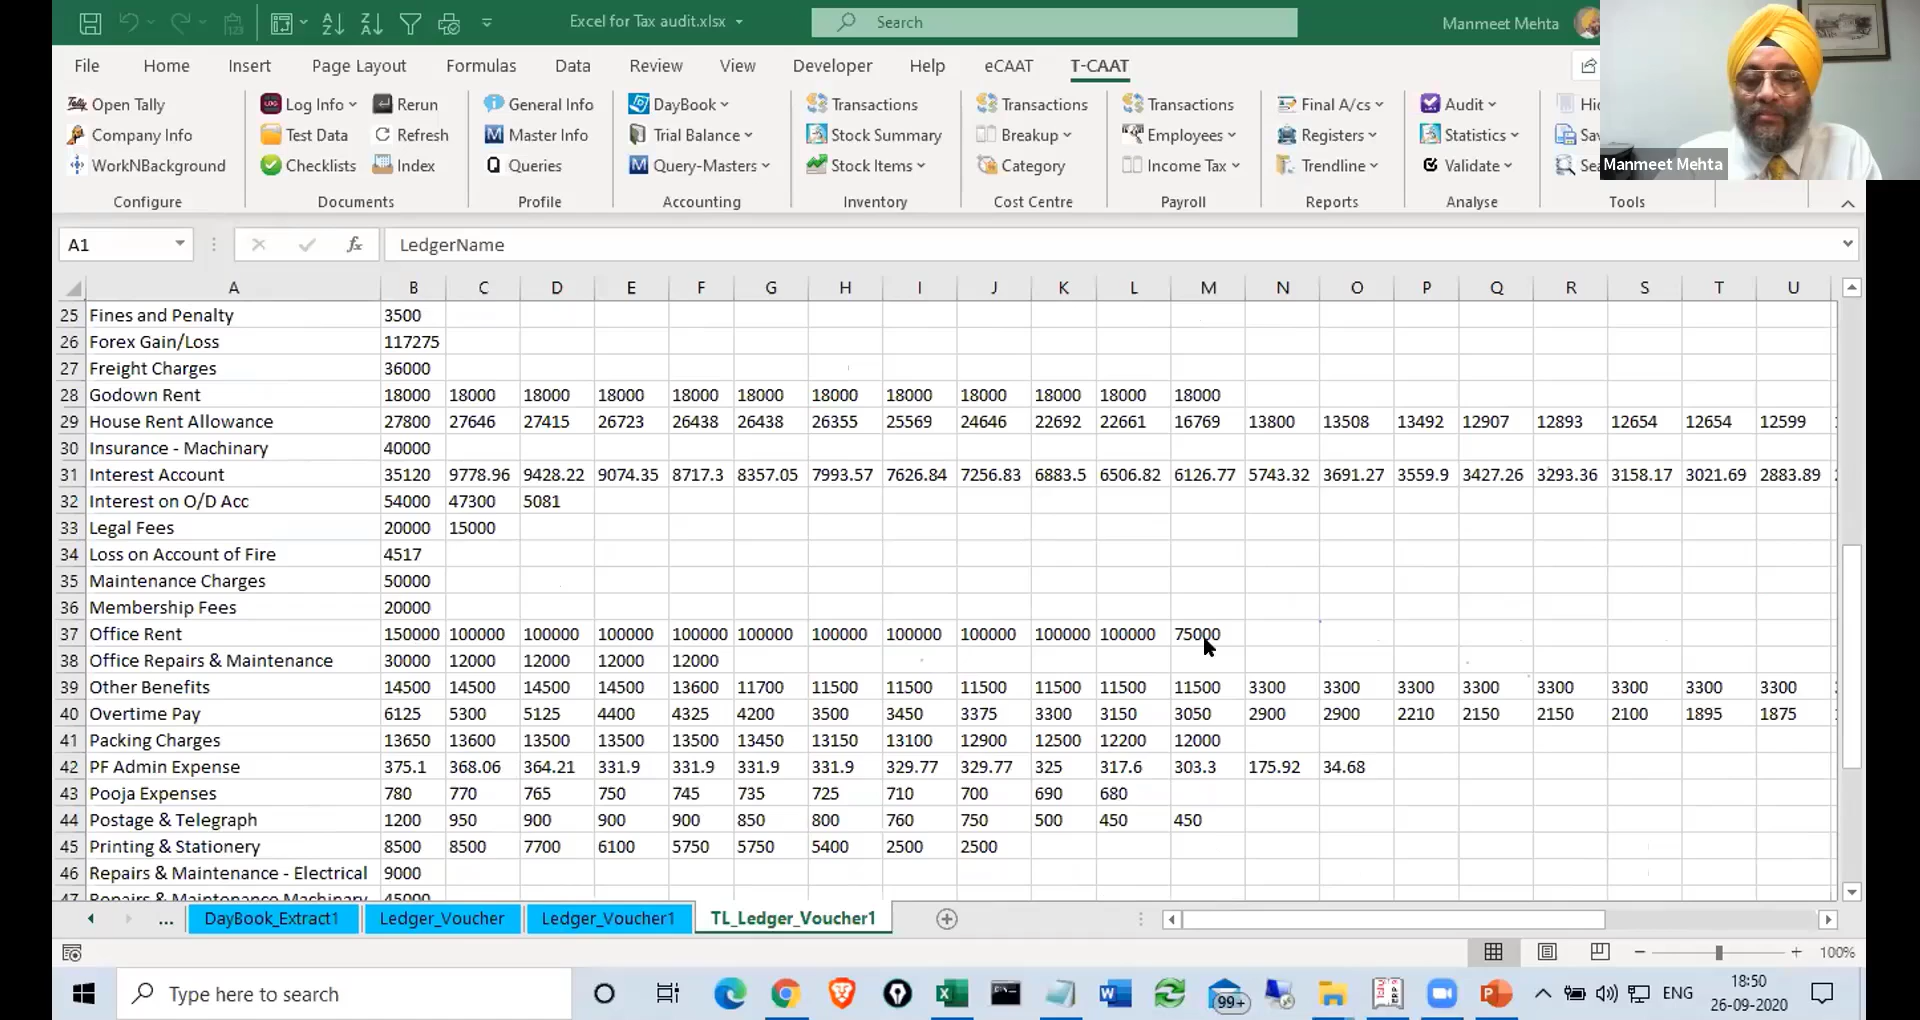 Excel for Tax audit.xlsx
Search
Manmeet Mehta
File Home Insert Page Layout Formulas Data Review View Developer Help eCAAT T-CAAT
Open Tally Log Info Rerun General Info DayBook Transactions Transactions Transactions Final A/cs Audit
Company Info Test Data Refresh Master Info Trial Balance Stock Summary Breakup Employees Registers Statistics
WorkNBackground Checklists Index Queries Query-Masters Stock Items Category Income Tax Trendline Validate
Manmeet Mehta
Configure Documents Profile Accounting Inventory Cost Centre Payroll Reports Analyse Tools
A1 fx LedgerName
A B C D E F G H I J K L M N O P Q R S T U
25 Fines and Penalty 3500
26 Forex Gain/Loss 117275
27 Freight Charges 36000
28 Godown Rent 18000 18000 18000 18000 18000 18000 18000 18000 18000 18000 18000 18000
29 House Rent Allowance 27800 27646 27415 26723 26438 26438 26355 25569 24646 22692 22661 16769 13800 13508 13492 12907 12893 12654 12654 12599
30 Insurance - Machinary 40000
31 Interest Account 35120 9778.96 9428.22 9074.35 8717.3 8357.05 7993.57 7626.84 7256.83 6883.5 6506.82 6126.77 5743.32 3691.27 3559.9 3427.26 3293.36 3158.17 3021.69 2883.89
32 Interest on O/D Acc 54000 47300 5081
33 Legal Fees 20000 15000
34 Loss on Account of Fire 4517
35 Maintenance Charges 50000
36 Membership Fees 20000
37 Office Rent 150000 100000 100000 100000 100000 100000 100000 100000 100000 100000 100000 75000
38 Office Repairs & Maintenance 30000 12000 12000 12000 12000
39 Other Benefits 14500 14500 14500 14500 13600 11700 11500 11500 11500 11500 11500 11500 3300 3300 3300 3300 3300 3300 3300 3300
40 Overtime Pay 6125 5300 5125 4400 4325 4200 3500 3450 3375 3300 3150 3050 2900 2900 2210 2150 2150 2100 1895 1875
41 Packing Charges 13650 13600 13500 13500 13500 13450 13150 13100 12900 12500 12200 12000
42 PF Admin Expense 375.1 368.06 364.21 331.9 331.9 331.9 331.9 329.77 329.77 325 317.6 303.3 175.92 34.68
43 Pooja Expenses 780 770 765 750 745 735 725 710 700 690 680
44 Postage & Telegraph 1200 950 900 900 900 850 800 760 750 500 450 450
45 Printing & Stationery 8500 8500 7700 6100 5750 5750 5400 2500 2500
46 Repairs & Maintenance - Electrical 9000
47 Repairs & Maintenance Machinary 45000
... DayBook_Extract1 Ledger_Voucher Ledger_Voucher1 TL_Ledger_Voucher1
100%
Type here to search
99+
ENG
18:50
26-09-2020